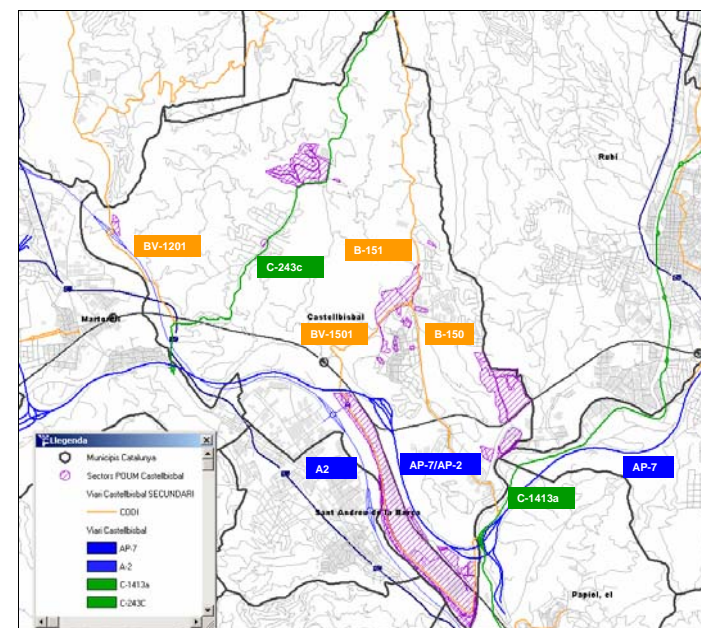 Rubí
BV-1201
B-151
C-243c
Martorell
Castellbisbal
BV-1501
B-150
A2
AP-7/AP-2
AP-7
C-1413a
Sant Andreu de la Barca
Papiol, el
Llegenda
Municipis Catalunya
Sectors POUM Castellbisbal
Viari Castellbisbal SECUNDARI
CODI
Viari Castellbisbal
AP-7
A-2
C-1413a
C-243C